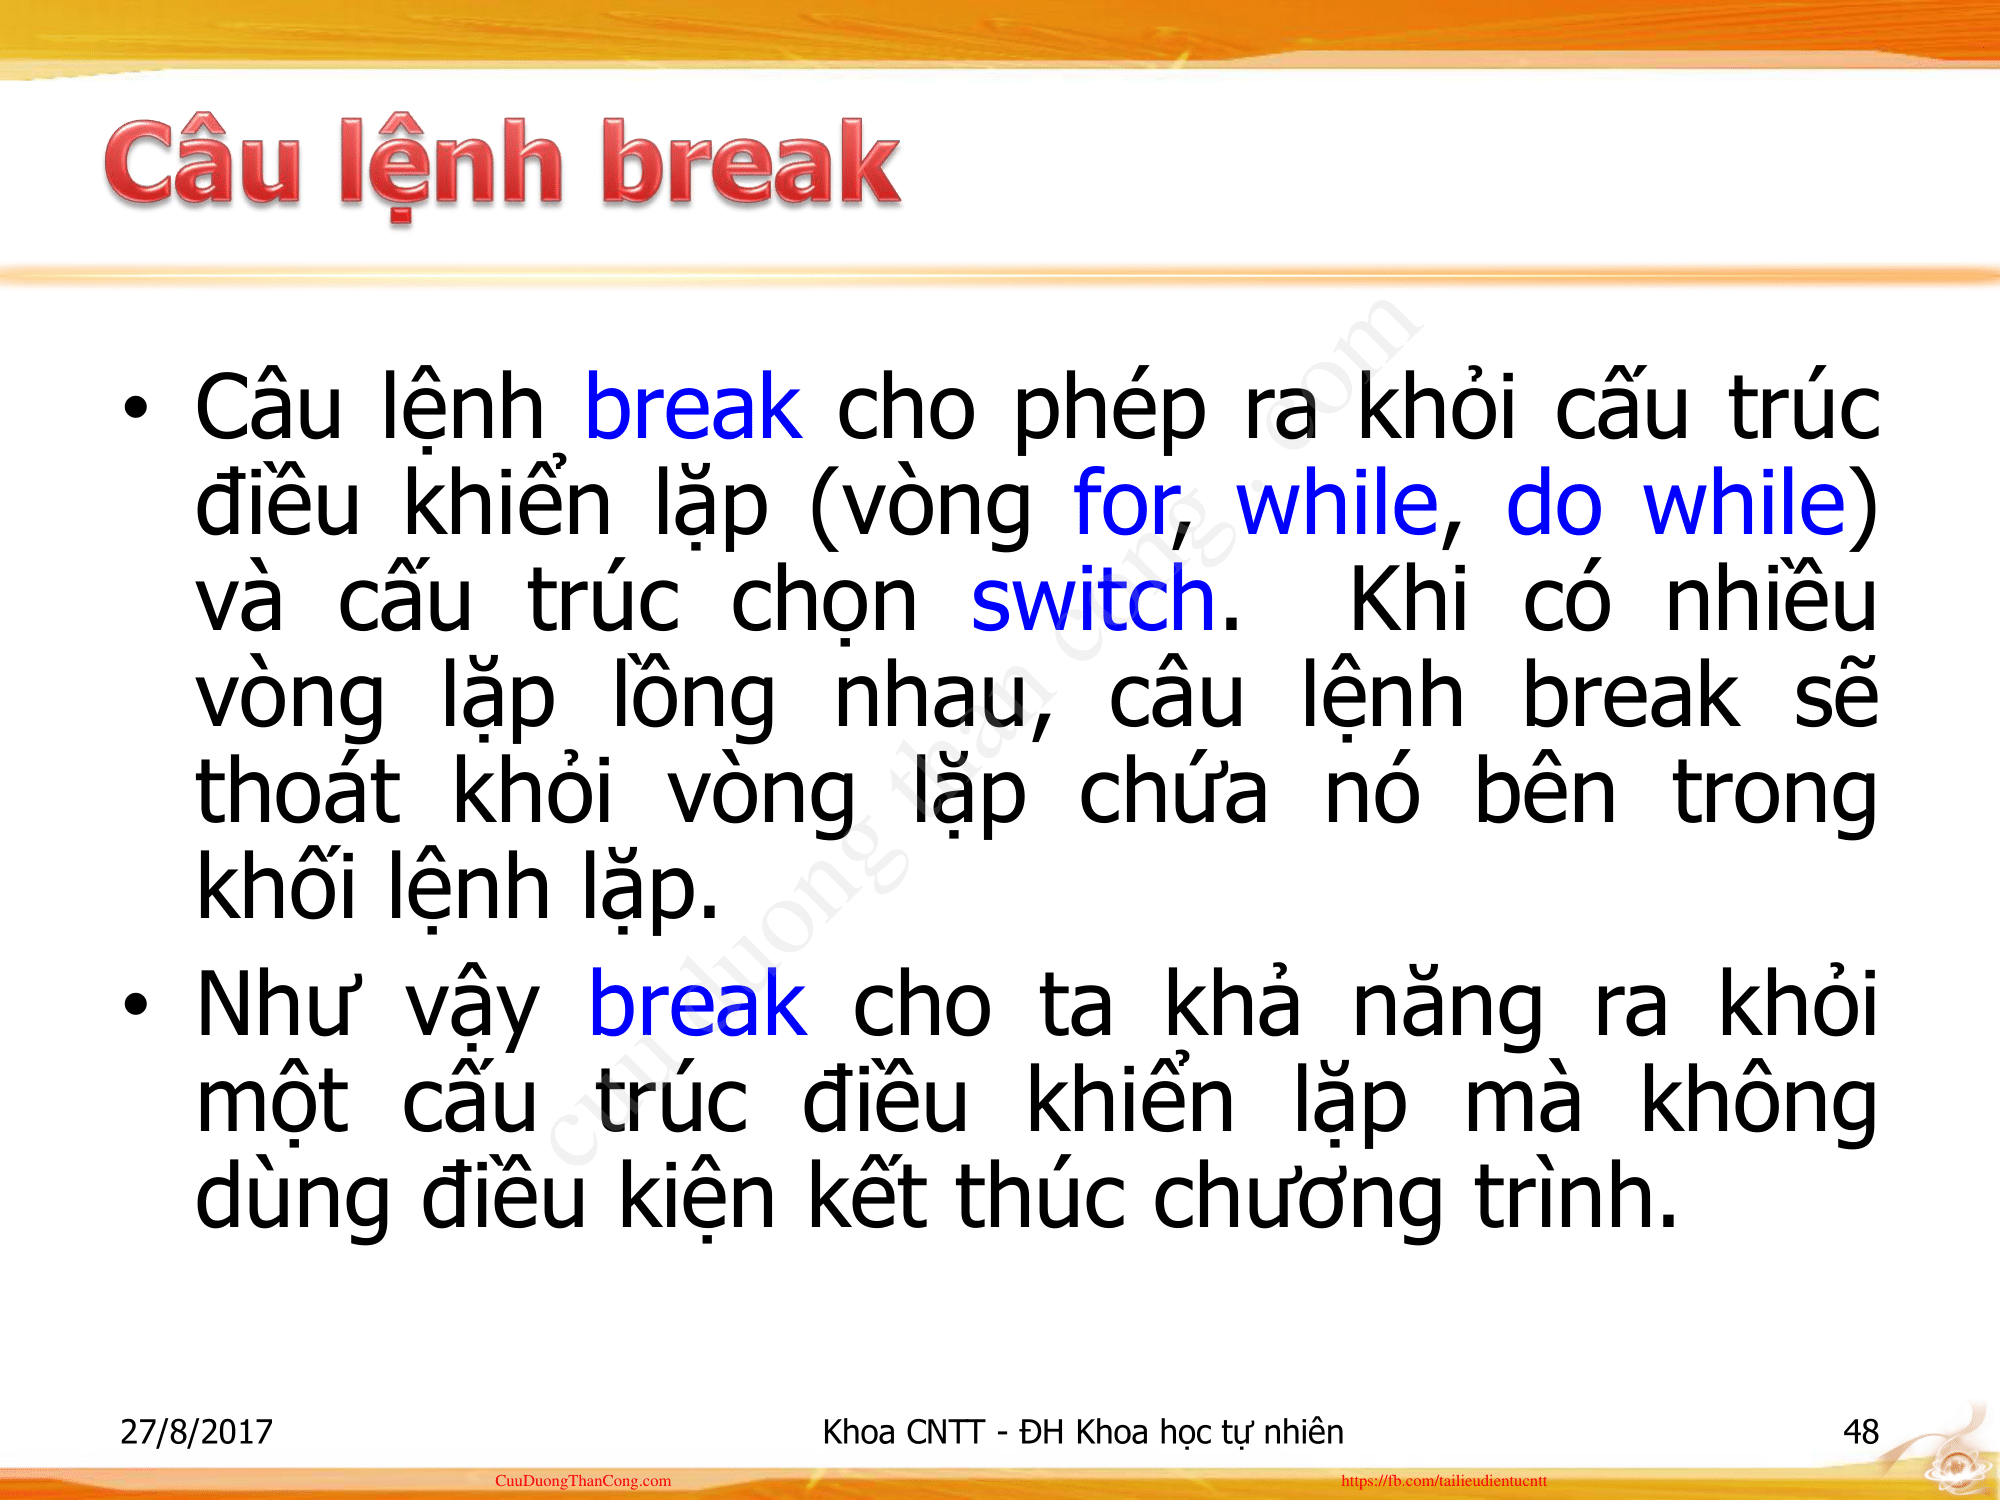 Câu lệnh break
• Câu lệnh break cho phép ra khỏi cấu trúc
điều khiển lặp (vòng for, while, do while)
và cấu trúc chọn switch. Khi có nhiều
vòng lặp lồng nhau, câu lệnh break sẽ
thoát khỏi vòng lặp chứa nó bên trong
khối lệnh lặp.
• Như vậy break cho ta khả năng ra khỏi
một cấu trúc điều khiển lặp mà không
dùng điều kiện kết thúc chương trình.
cuu duong than cong . com
27/8/2017
Khoa CNTT - ĐH Khoa học tự nhiên
48
CuuDuongThanCong.com
https://fb.com/tailieudientucntt